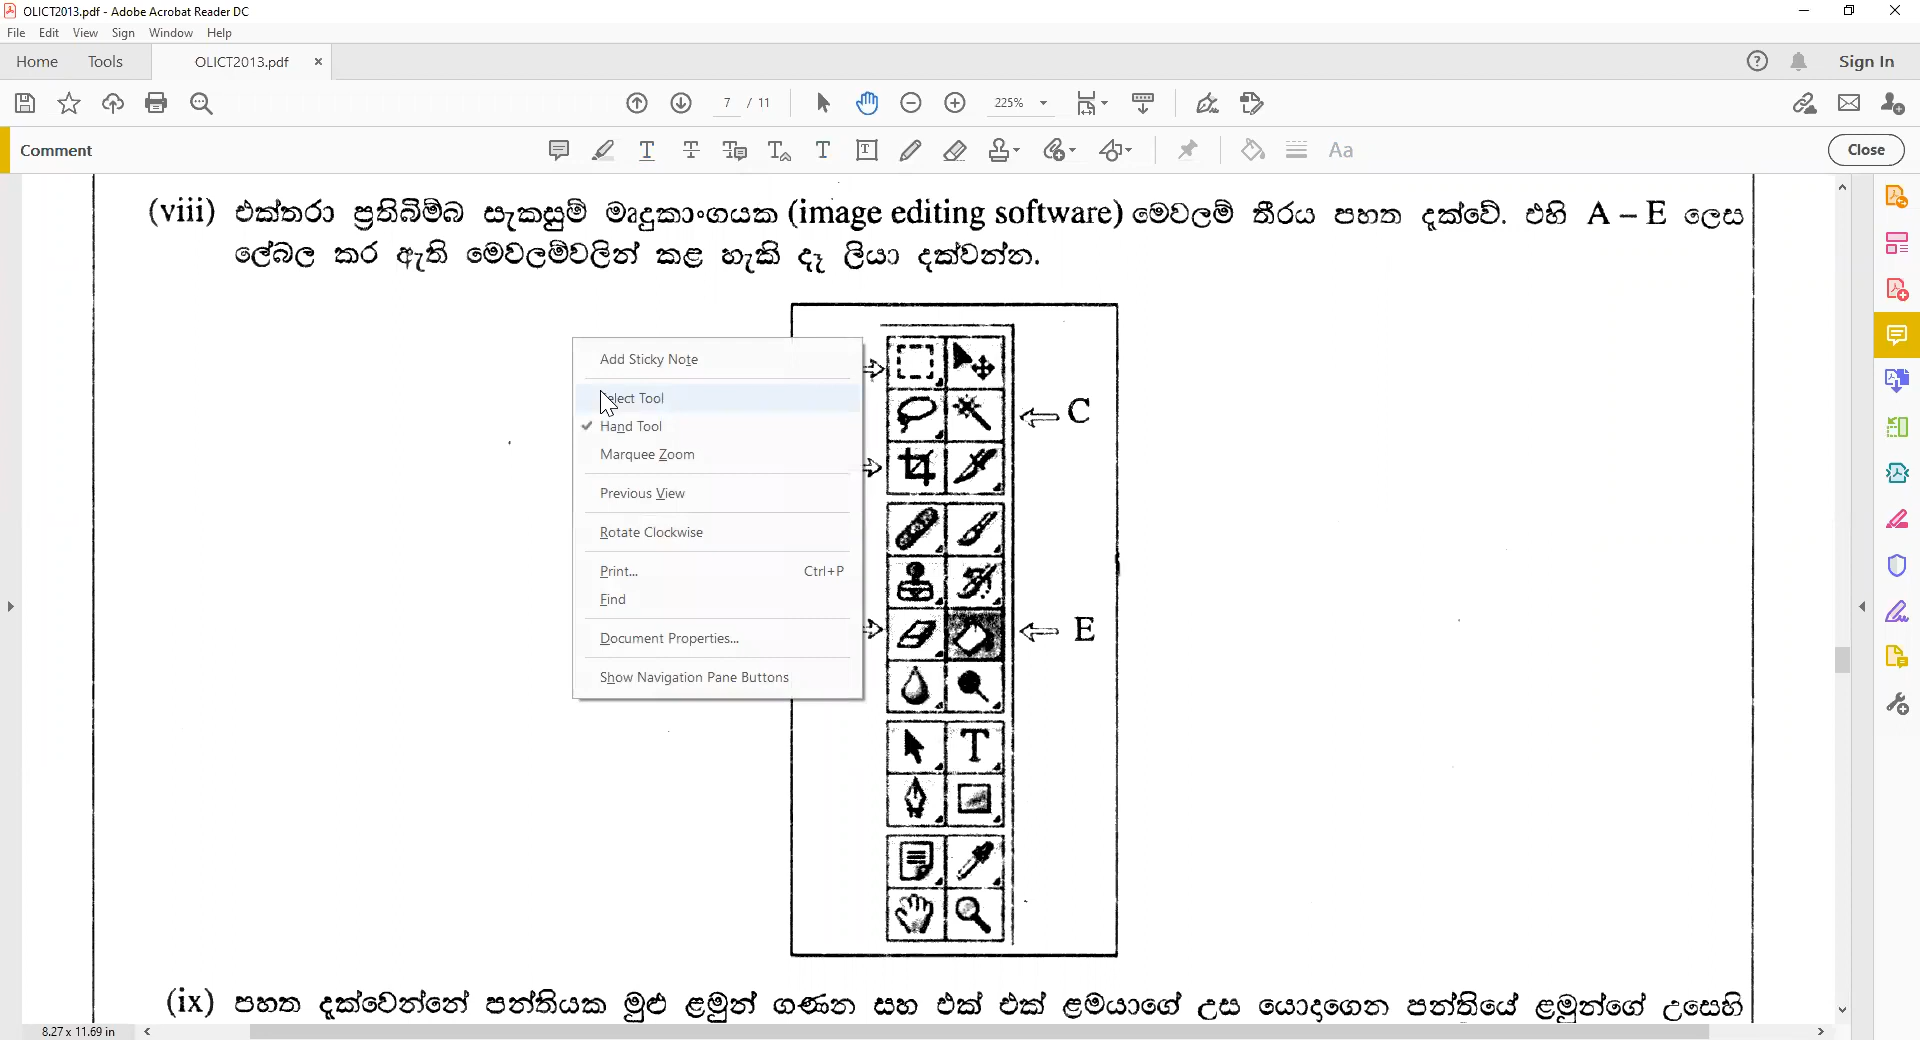 OLICT2013.pdf - Adobe Acrobat Reader DC
File Edit View Sign Window Help
Home Tools OLICT2013.pdf Sign In
7 / 11 225%
Comment Close
(viii) එක්තරා ප්‍රතිබිම්බ සැකසුම් මෘදුකාංගයක (image editing software) මෙවලම් තීරය පහත දැක්වේ. එහි A – E ලෙස
ලේබල කර ඇති මෙවලම්වලින් කළ හැකි දෑ ලියා දක්වන්න.
Add Sticky Note
elect Tool
C
Hand Tool
Marquee Zoom
Previous View
Rotate Clockwise
Print... Ctrl+P
Find
Document Properties...
E
Show Navigation Pane Buttons
T
(ix) පහත දැක්වෙන්නේ පන්තියක මුළු ළමුන් ගණන සහ එක් එක් ළමයාගේ උස යොදාගෙන පන්තියේ ළමුන්ගේ උසෙහි
8.27 x 11.69 in